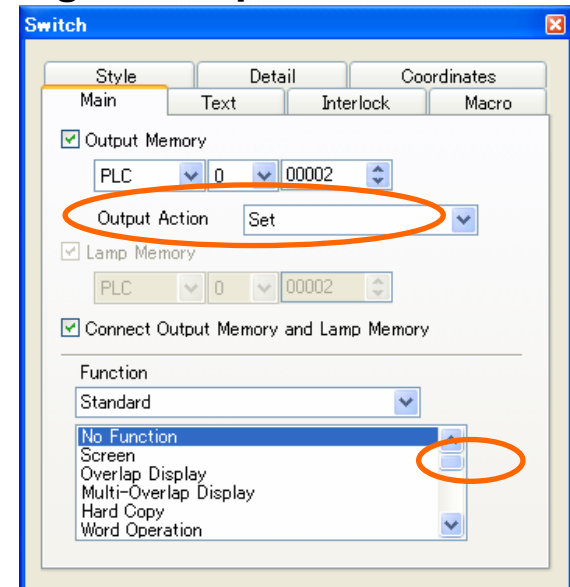 Switch
Style Detail Coordinates
Main Text Interlock Macro
Output Memory
PLC 0 00002
Output Action Set
Lamp Memory
PLC 0 00002
Connect Output Memory and Lamp Memory
Function
Standard
No Function
Screen
Overlap Display
Multi-Overlap Display
Hard Copy
Word Operation